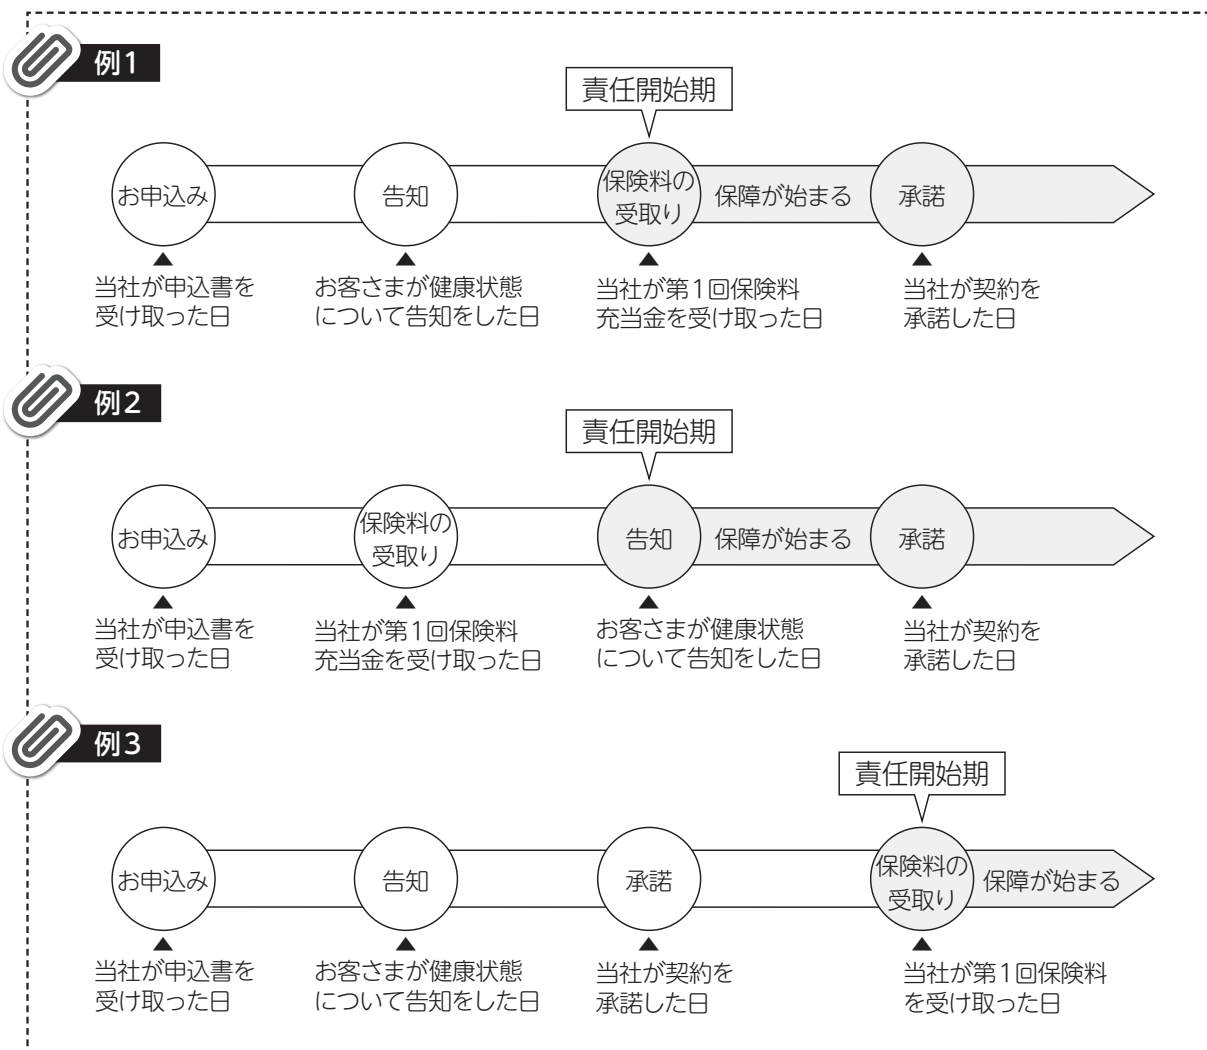 例1
責任開始期
お申込み
告知
保険料の
受取り
保障が始まる
承諾
当社が申込書を
受け取った日
お客さまが健康状態
について告知をした日
当社が第1回保険料
充当金を受け取った日
当社が契約を
承諾した日
例2
責任開始期
お申込み
保険料の
受取り
告知
保障が始まる
承諾
当社が申込書を
受け取った日
当社が第1回保険料
充当金を受け取った日
お客さまが健康状態
について告知をした日
当社が契約を
承諾した日
例3
責任開始期
お申込み
告知
承諾
保険料の
受取り
保障が始まる
当社が申込書を
受け取った日
お客さまが健康状態
について告知をした日
当社が契約を
承諾した日
当社が第1回保険料
を受け取った日